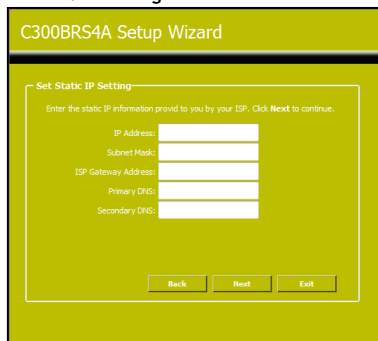 C300BRS4A Setup Wizard
Set Static IP Setting
Enter the static IP information provid to you by your ISP. Click Next to continue.
IP Address:
Subnet Mask:
ISP Gateway Address:
Primary DNS:
Secondary DNS:
Back Next Exit